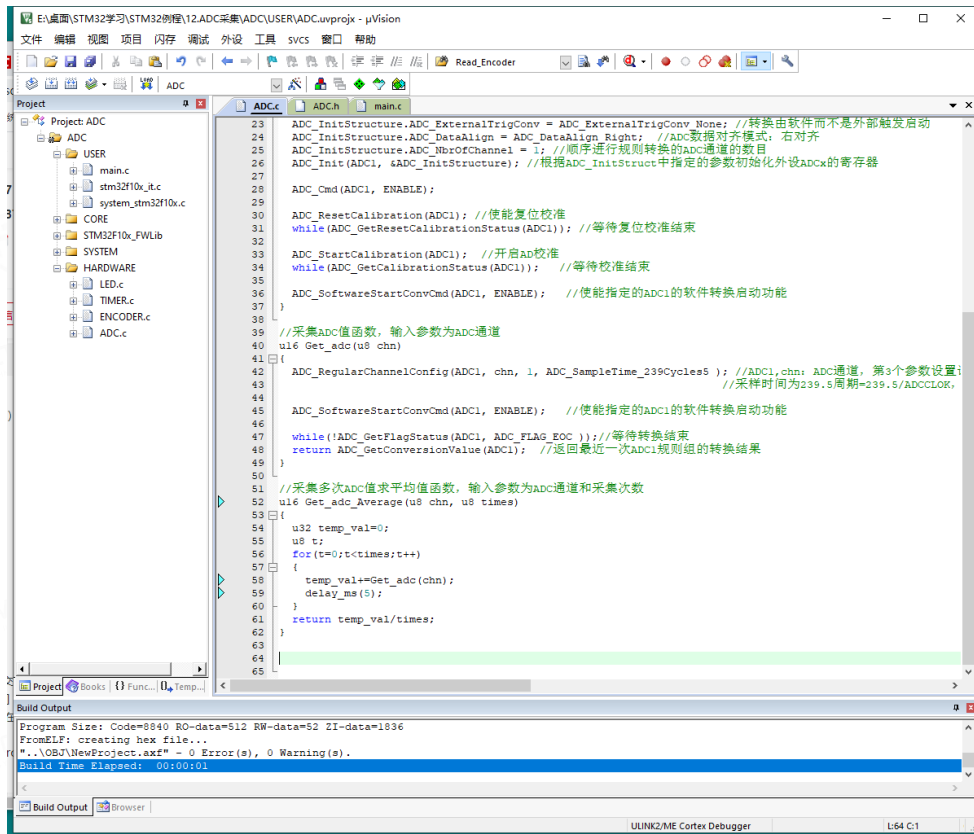 E:\桌面\STM32学习\STM32例程\12.ADC采集\ADC\USER\ADC.uvprojx - µVision
文件 编辑 视图 项目 闪存 调试 外设 工具 SVCS 窗口 帮助
Read_Encoder
LOAD ADC
Project
Project: ADC
ADC
USER
main.c
stm32f10x_it.c
system_stm32f10x.c
CORE
STM32F10x_FWLib
SYSTEM
HARDWARE
LED.c
TIMER.c
ENCODER.c
ADC.c
Project Books {} Func... Temp...
ADC.c ADC.h main.c
23 ADC_InitStructure.ADC_ExternalTrigConv = ADC_ExternalTrigConv_None; //转换由软件而不是外部触发启动
24 ADC_InitStructure.ADC_DataAlign = ADC_DataAlign_Right; //ADC数据对齐模式：右对齐
25 ADC_InitStructure.ADC_NbrOfChannel = 1; //顺序进行规则转换的ADC通道的数目
26 ADC_Init(ADC1, &ADC_InitStructure); //根据ADC_InitStruct中指定的参数初始化外设ADCx的寄存器
27
28 ADC_Cmd(ADC1, ENABLE);
29
30 ADC_ResetCalibration(ADC1); //使能复位校准
31 while(ADC_GetResetCalibrationStatus(ADC1)); //等待复位校准结束
32
33 ADC_StartCalibration(ADC1); //开启AD校准
34 while(ADC_GetCalibrationStatus(ADC1)); //等待校准结束
35
36 ADC_SoftwareStartConvCmd(ADC1, ENABLE); //使能指定的ADC1的软件转换启动功能
37 }
38
39 //采集ADC值函数，输入参数为ADC通道
40 u16 Get_adc(u8 chn)
41 {
42 ADC_RegularChannelConfig(ADC1, chn, 1, ADC_SampleTime_239Cycles5 ); //ADC1,chn: ADC通道，第3个参数设置
43 //采样时间为239.5周期=239.5/ADCCLOK,
44
45 ADC_SoftwareStartConvCmd(ADC1, ENABLE); //使能指定的ADC1的软件转换启动功能
46
47 while(!ADC_GetFlagStatus(ADC1, ADC_FLAG_EOC ));//等待转换结束
48 return ADC_GetConversionValue(ADC1); //返回最近一次ADC1规则组的转换结果
49 }
50
51 //采集多次ADC值求平均值函数，输入参数为ADC通道和采集次数
52 u16 Get_adc_Average(u8 chn, u8 times)
53 {
54 u32 temp_val=0;
55 u8 t;
56 for(t=0;t<times;t++)
57 {
58 temp_val+=Get_adc(chn);
59 delay_ms(5);
60 }
61 return temp_val/times;
62 }
63
64
65
Build Output
Program Size: Code=8840 RO-data=512 RW-data=52 ZI-data=1836
FromELF: creating hex file...
"..\OBJ\NewProject.axf" - 0 Error(s), 0 Warning(s).
Build Time Elapsed: 00:00:01
Build Output Browser
ULINK2/ME Cortex Debugger L:64 C:1